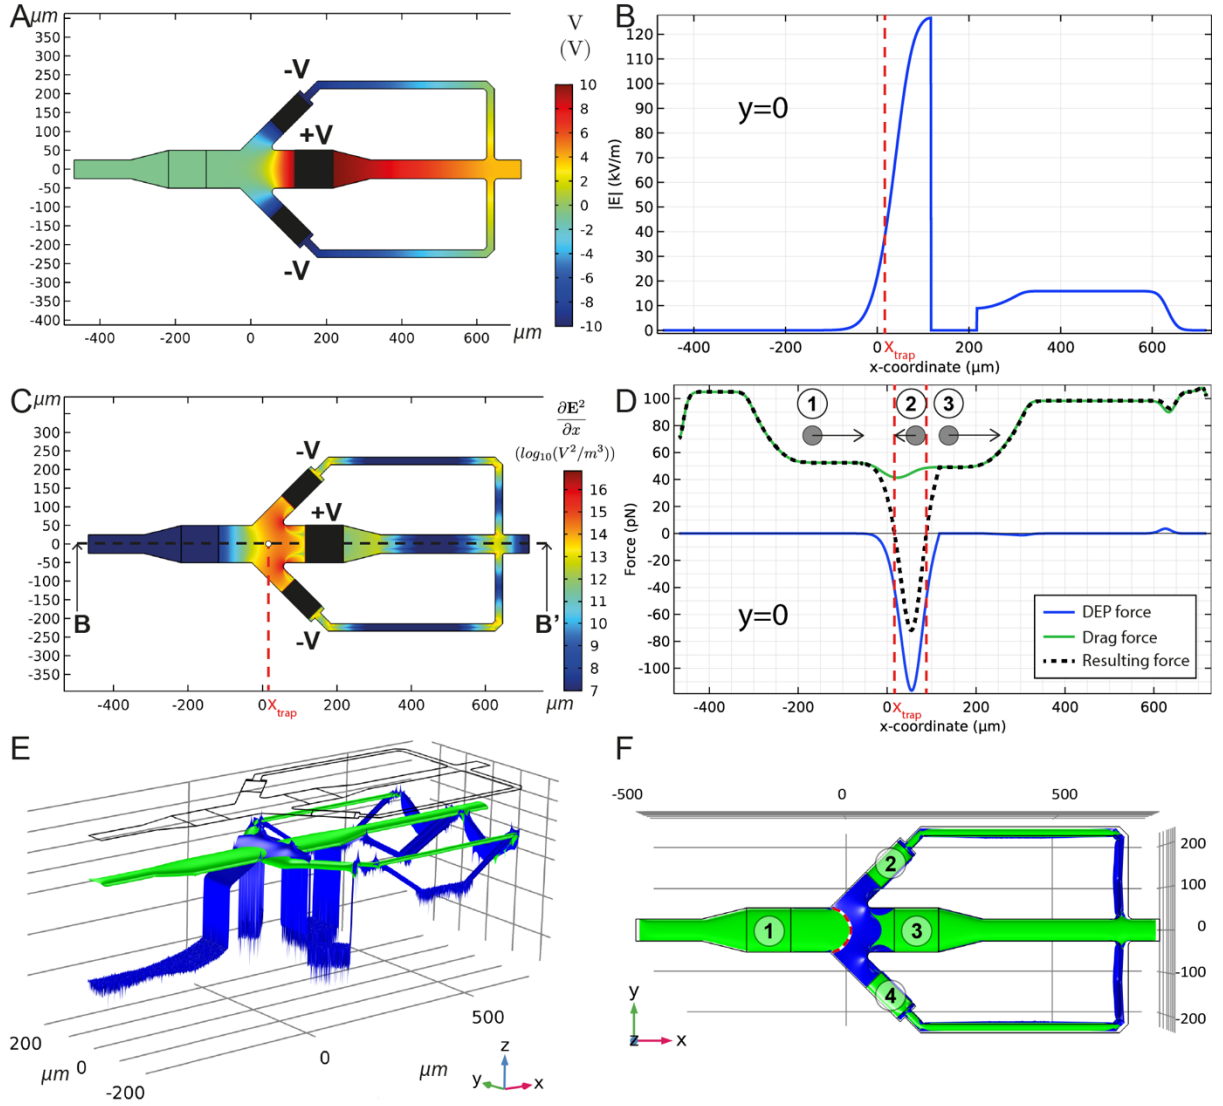 A
μm
350
300
250
200
150
100
50
0
-50
-100
-150
-200
-250
-300
-350
-400
-400
-200
0
200
400
600
μm
-V
+V
-V
V
(V)
10
8
6
4
2
0
-2
-4
-6
-8
-10
B
|E| (kV/m)
120
110
100
90
80
70
60
50
40
30
20
10
0
y=0
-400
-200
0
Xtrap
200
400
600
x-coordinate (μm)
C
μm
350
300
250
200
150
100
50
0
-50
-100
-150
-200
-250
-300
-350
-400
-200
0
Xtrap
200
400
600
μm
-V
+V
-V
B
B'
∂E²/∂x
(log10(V²/m³))
16
15
14
13
12
11
10
9
8
7
D
Force (pN)
100
80
60
40
20
0
-20
-40
-60
-80
-100
1
2
3
y=0
DEP force
Drag force
Resulting force
-400
-200
0
Xtrap
200
400
600
x-coordinate (μm)
E
200
0
-200
μm
0
500
μm
z
y
x
F
-500
0
500
200
100
0
-100
-200
1
2
3
4
y
z
x